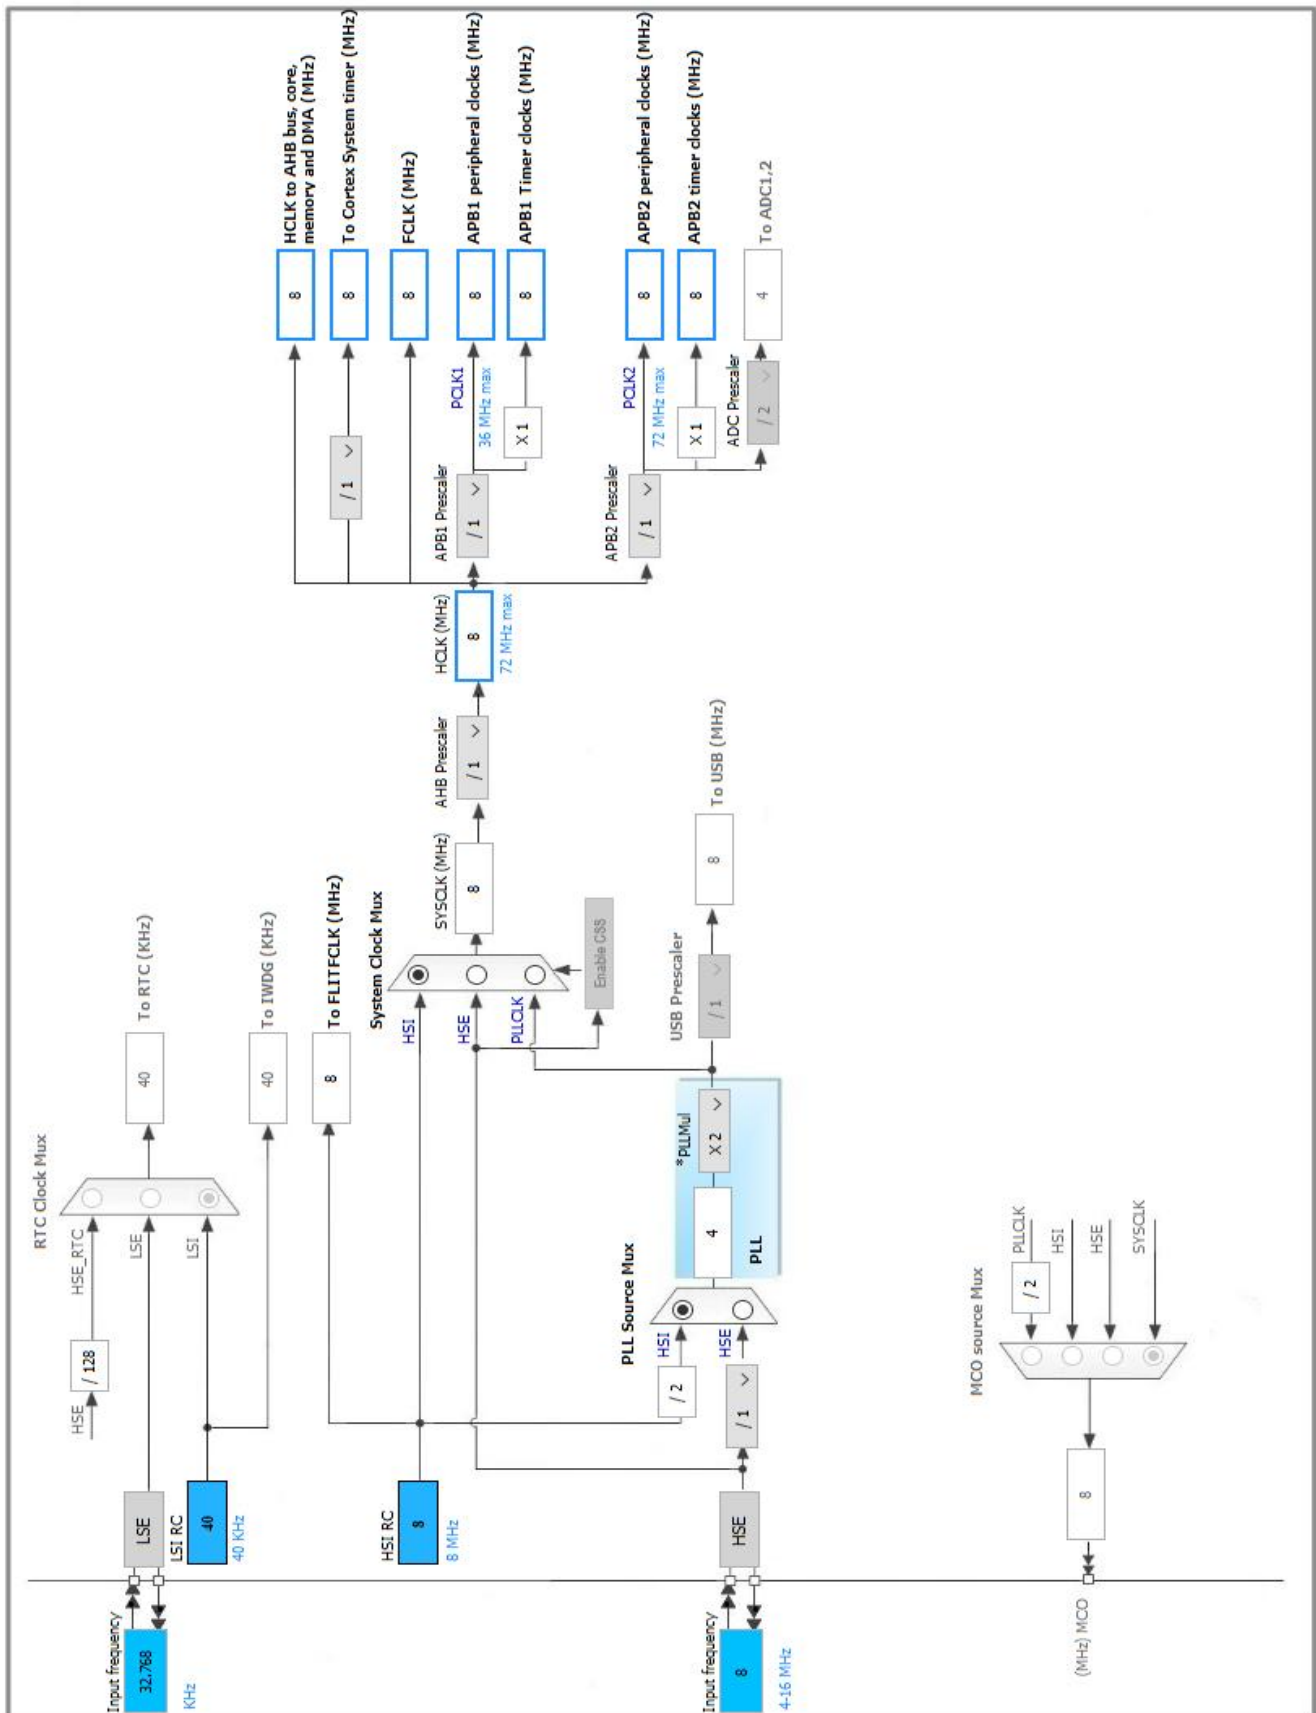 RTC Clock Mux
HSE
/ 128
HSE_RTC
Input frequency
32.768
KHz
LSE
LSE
40
To RTC (KHz)
LSI RC
40
40 KHz
LSI
40
To IWDG (KHz)
8
To FLITFCLK (MHz)
HSI RC
8
8 MHz
System Clock Mux
HSI
HSE
PLLCLK
SYSCLK (MHz)
8
AHB Prescaler
/ 1
HCLK (MHz)
8
72 MHz max
Enable CSS
8
HCLK to AHB bus, core,
memory and DMA (MHz)
/ 1
8
To Cortex System timer (MHz)
8
FCLK (MHz)
APB1 Prescaler
/ 1
PCLK1
36 MHz max
8
APB1 peripheral clocks (MHz)
X 1
8
APB1 Timer clocks (MHz)
APB2 Prescaler
/ 1
PCLK2
72 MHz max
8
APB2 peripheral clocks (MHz)
X 1
8
APB2 timer clocks (MHz)
ADC Prescaler
/ 2
4
To ADC1,2
PLL Source Mux
Input frequency
8
4-16 MHz
HSE
/ 2
HSI
/ 1
HSE
4
*PLLMul
X 2
PLL
USB Prescaler
/ 1
8
To USB (MHz)
MCO source Mux
(MHz) MCO
8
/ 2
PLLCLK
HSI
HSE
SYSCLK